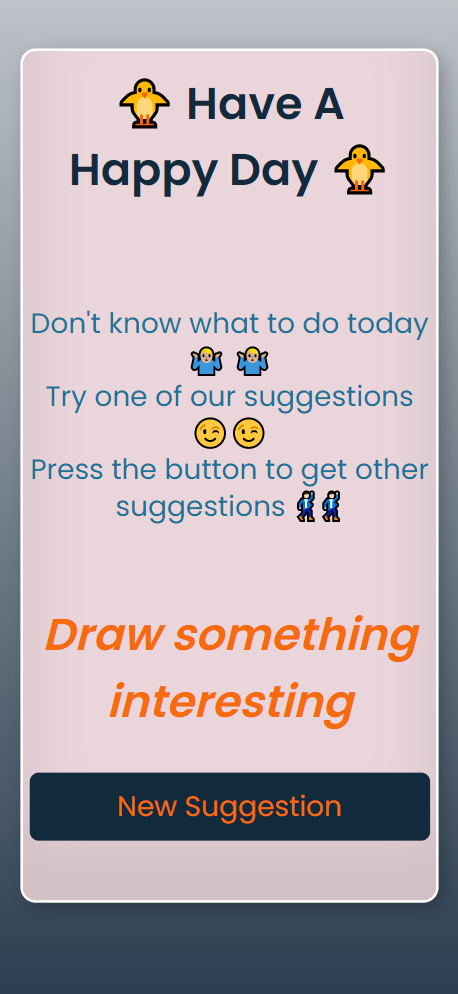 🐥 Have A
Happy Day 🐥
Don't know what to do today
🤷🏼‍♂️ 🤷🏼‍♂️
Try one of our suggestions
😉😉
Press the button to get other
suggestions 🕺🏻🕺🏻
Draw something
interesting
New Suggestion